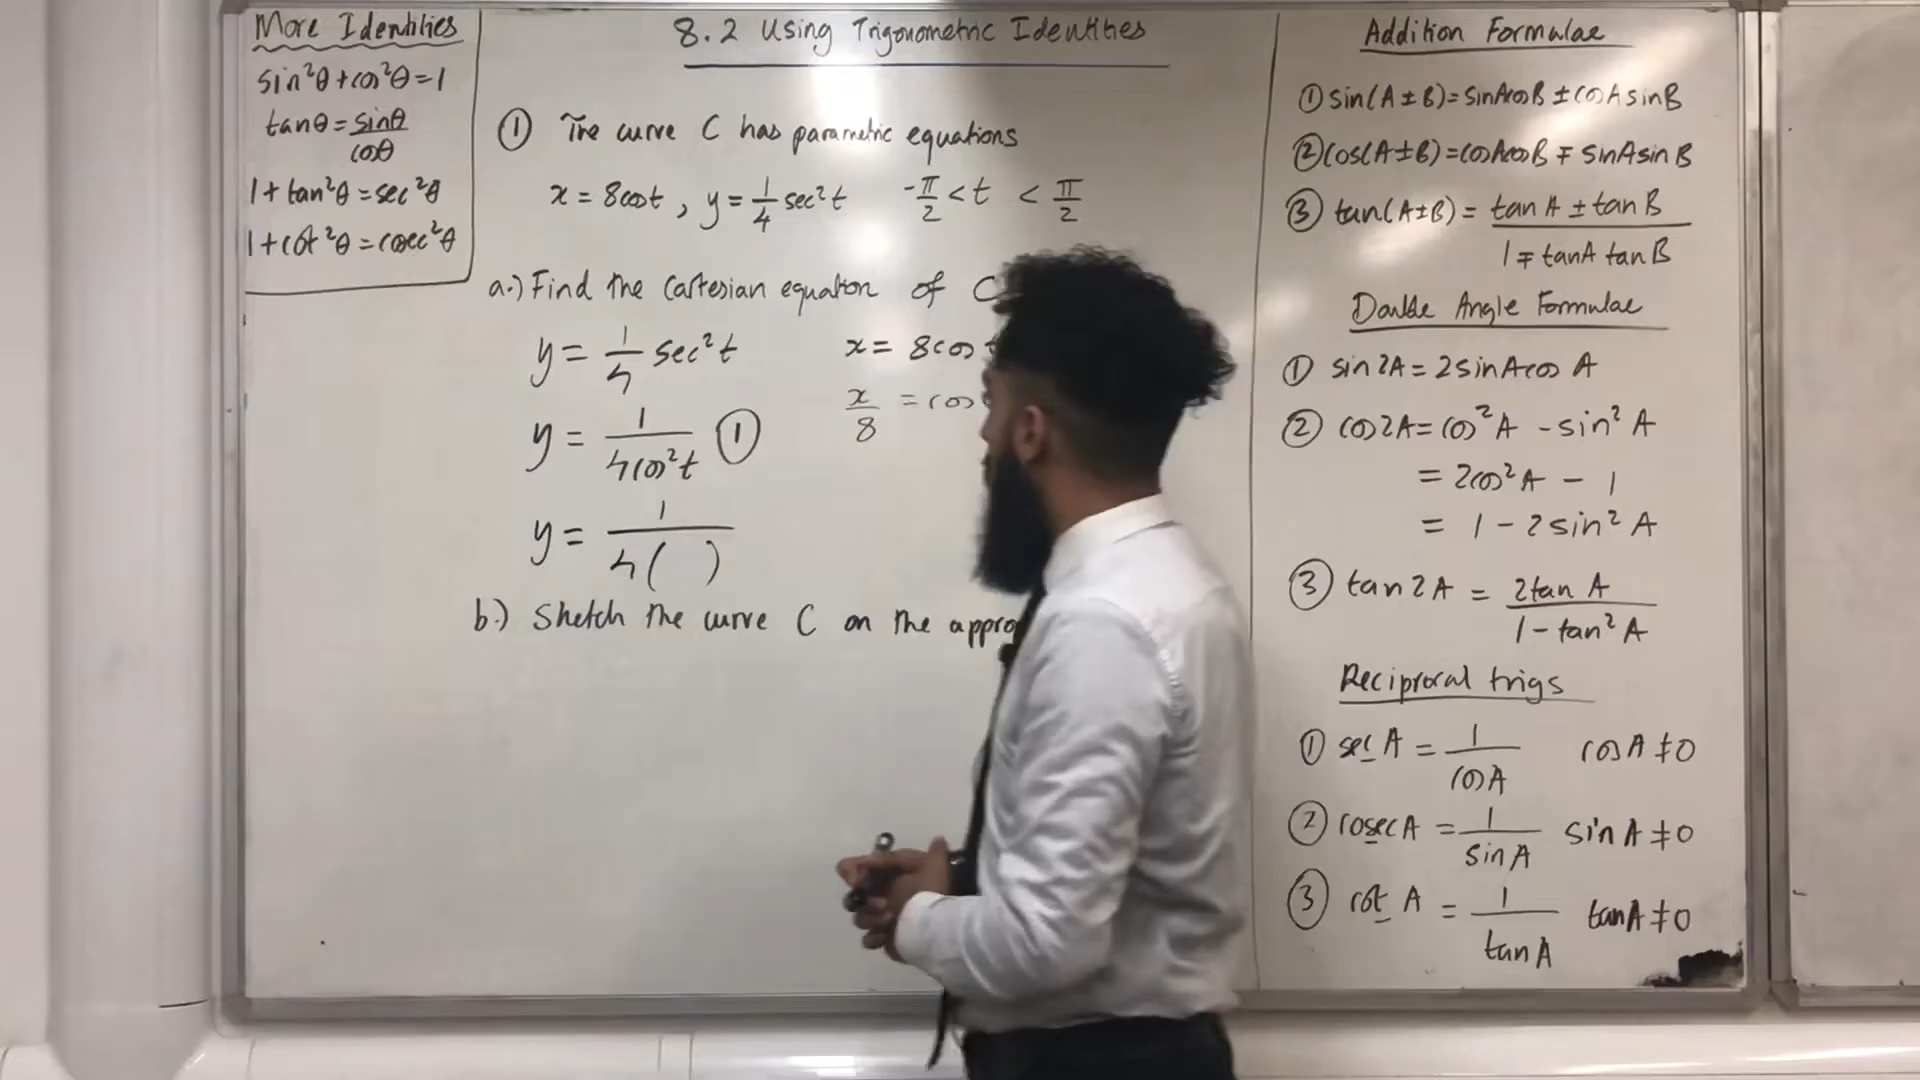 More Identities
sin²θ+cos²θ=1
tanθ=sinθ/cosθ
1+tan²θ=sec²θ
1+cot²θ=cosec²θ
8.2 Using Trigonometric Identities
① The curve C has parametric equations
x = 8cost, y = 1/4 sec²t -π/2 < t < π/2
a.) Find the Cartesian equation of C
y = 1/4 sec²t
y = 1/4cos²t ①
y = 1/4( )
x = 8cos t
x/8 = cos
b.) Sketch the curve C on the
Addition Formulae
① sin(A±B)=sinAcosB ± cosAsinB
② cos(A±B)=cosAcosB ∓ sinAsinB
③ tan(A±B) = tanA ± tanB/1∓tanA tanB
Double Angle Formulae
① sin2A = 2sinAcos A
② cos2A = cos²A - sin²A
= 2cos²A - 1
= 1 - 2sin²A
③ tan2A = 2tan A/1 - tan²A
Reciprocal trigs
① sec A = 1/cosA cosA ≠ 0
② cosecA = 1/sinA sinA ≠ 0
③ cot A = 1/tanA tanA ≠ 0